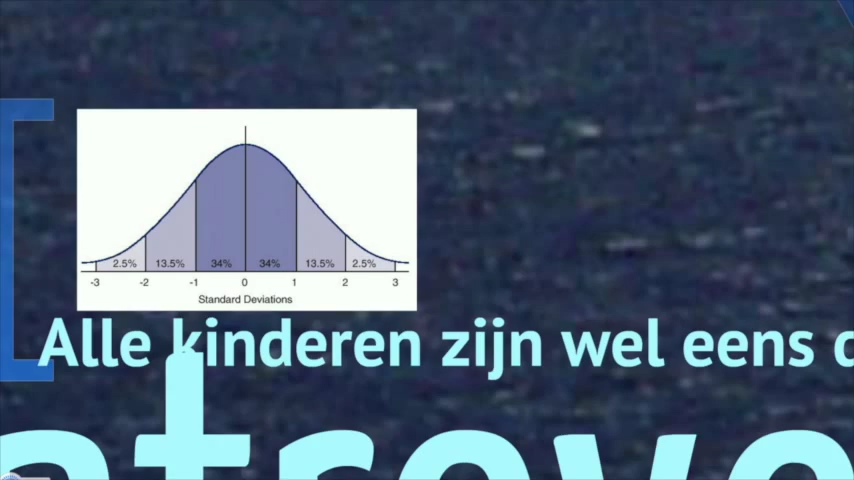 2.5% 13.5% 34% 34% 13.5% 2.5%
-3 -2 -1 0 1 2 3
Standard Deviations
Alle kinderen zijn wel eens